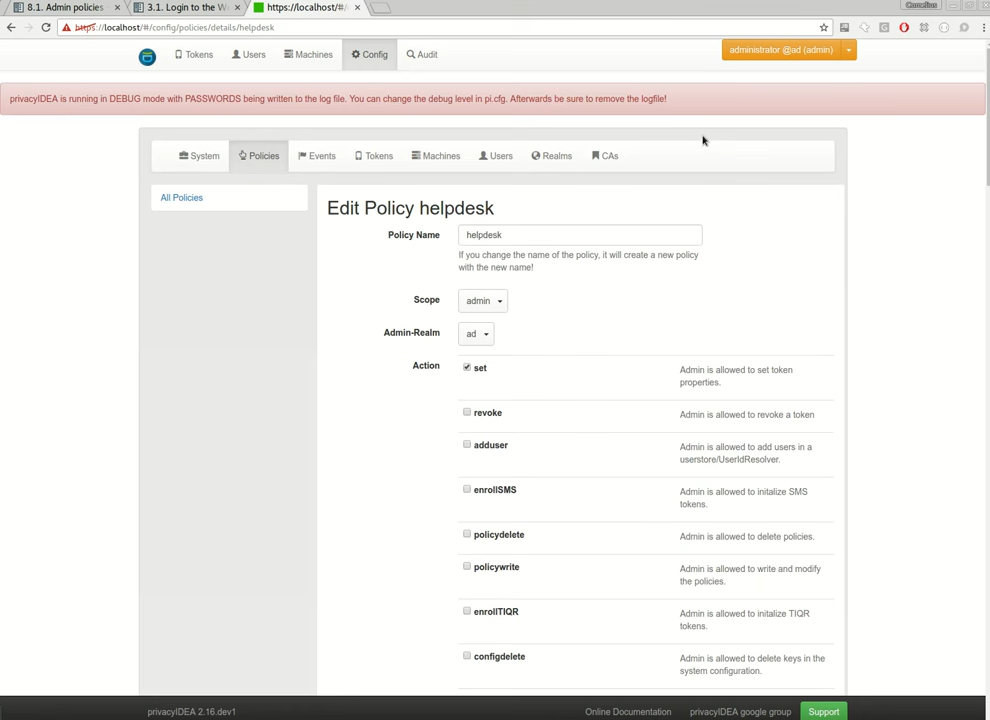 8.1. Admin policies
3.1. Login to the W
https://localhost/#/
Cornelius
https://localhost/#/config/policies/details/helpdesk
Tokens
Users
Machines
Config
Audit
administrator @ad (admin)
privacyIDEA is running in DEBUG mode with PASSWORDS being written to the log file. You can change the debug level in pi.cfg. Afterwards be sure to remove the logfile!
System
Policies
Events
Tokens
Machines
Users
Realms
CAs
All Policies
Edit Policy helpdesk
Policy Name
helpdesk
If you change the name of the policy, it will create a new policy
with the new name!
Scope
admin
Admin-Realm
ad
Action
set
Admin is allowed to set token
properties.
revoke
Admin is allowed to revoke a token
adduser
Admin is allowed to add users in a
userstore/UserIdResolver.
enrollSMS
Admin is allowed to initalize SMS
tokens.
policydelete
Admin is allowed to delete policies.
policywrite
Admin is allowed to write and modify
the policies.
enrollTIQR
Admin is allowed to initalize TIQR
tokens.
configdelete
Admin is allowed to delete keys in the
system configuration.
privacyIDEA 2.16.dev1
Online Documentation
privacyIDEA google group
Support